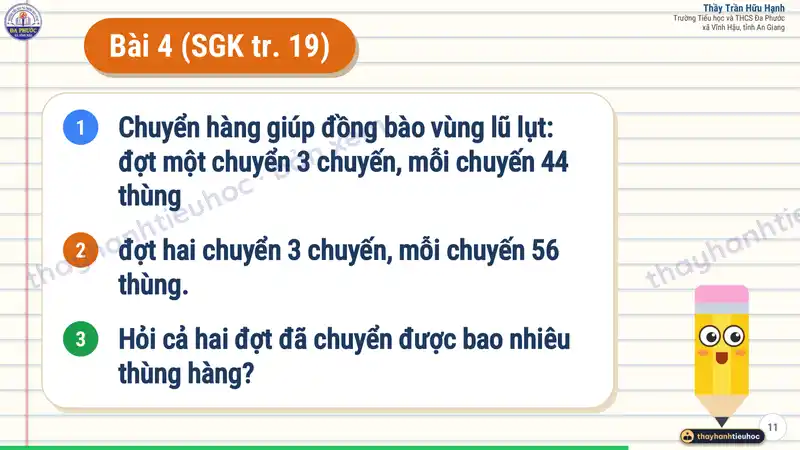 Thầy Trần Hữu Hạnh
Trường Tiểu học và THCS Đa Phước
xã Vĩnh Hậu, tỉnh An Giang
ĐA PHƯỚC
Bài 4 (SGK tr. 19)
1 Chuyển hàng giúp đồng bào vùng lũ lụt:
đợt một chuyển 3 chuyến, mỗi chuyến 44
thùng
2 đợt hai chuyển 3 chuyến, mỗi chuyến 56
thùng.
3 Hỏi cả hai đợt đã chuyển được bao nhiêu
thùng hàng?
thayhanhtieuhoc
11